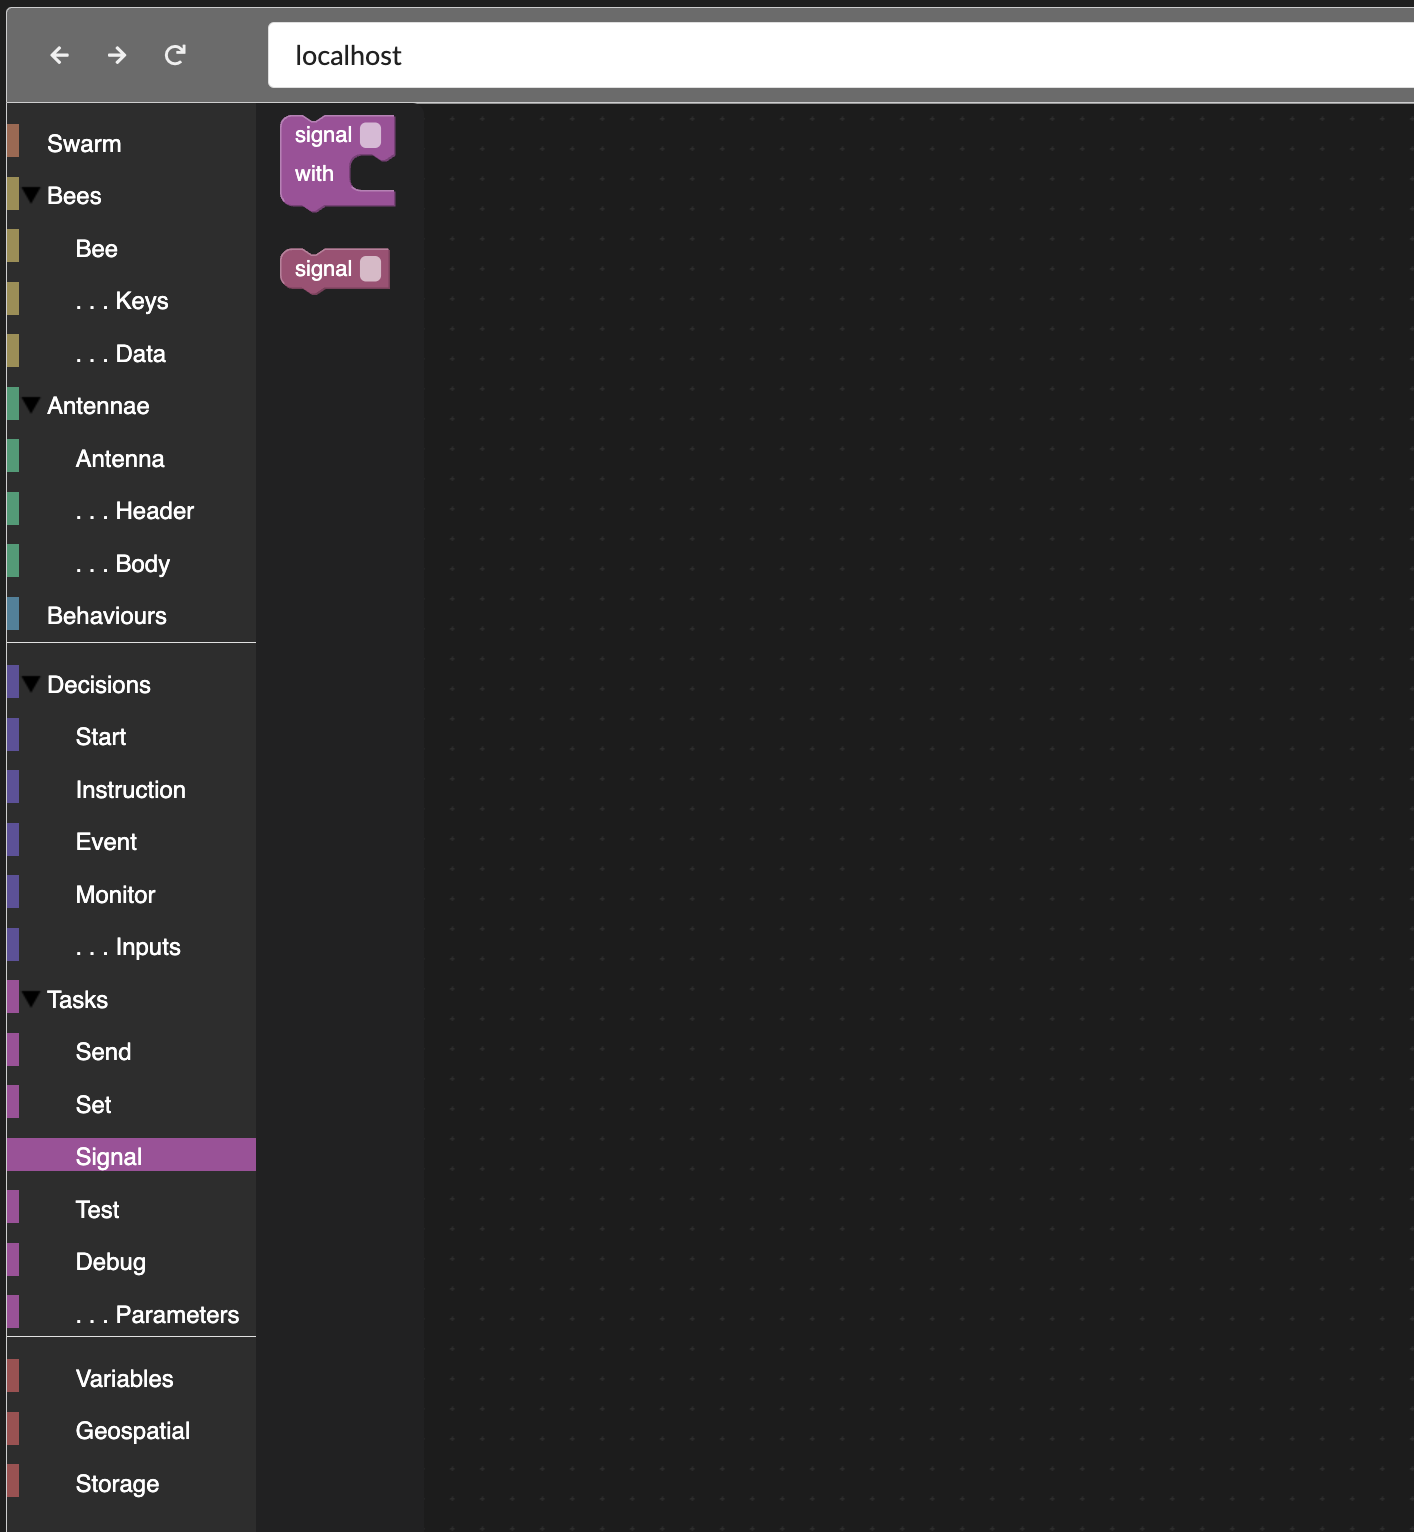 localhost
Swarm
Bees
Bee
. . . Keys
. . . Data
Antennae
Antenna
. . . Header
. . . Body
Behaviours
Decisions
Start
Instruction
Event
Monitor
. . . Inputs
Tasks
Send
Set
Signal
Test
Debug
. . . Parameters
Variables
Geospatial
Storage
signal
with
signal